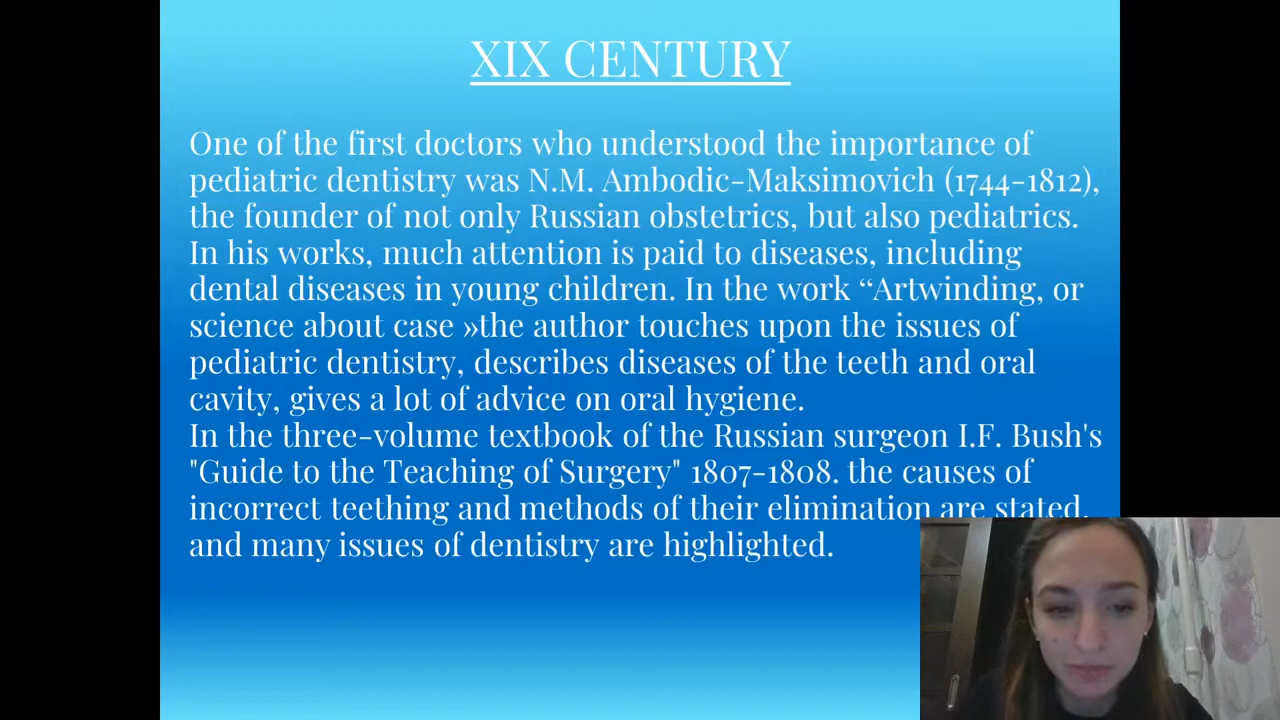 XIX CENTURY
One of the first doctors who understood the importance of
pediatric dentistry was N.M. Ambodic-Maksimovich (1744-1812),
the founder of not only Russian obstetrics, but also pediatrics.
In his works, much attention is paid to diseases, including
dental diseases in young children. In the work “Artwinding, or
science about case »the author touches upon the issues of
pediatric dentistry, describes diseases of the teeth and oral
cavity, gives a lot of advice on oral hygiene.
In the three-volume textbook of the Russian surgeon I.F. Bush's
"Guide to the Teaching of Surgery" 1807-1808. the causes of
incorrect teething and methods of their elimination are stated,
and many issues of dentistry are highlighted.